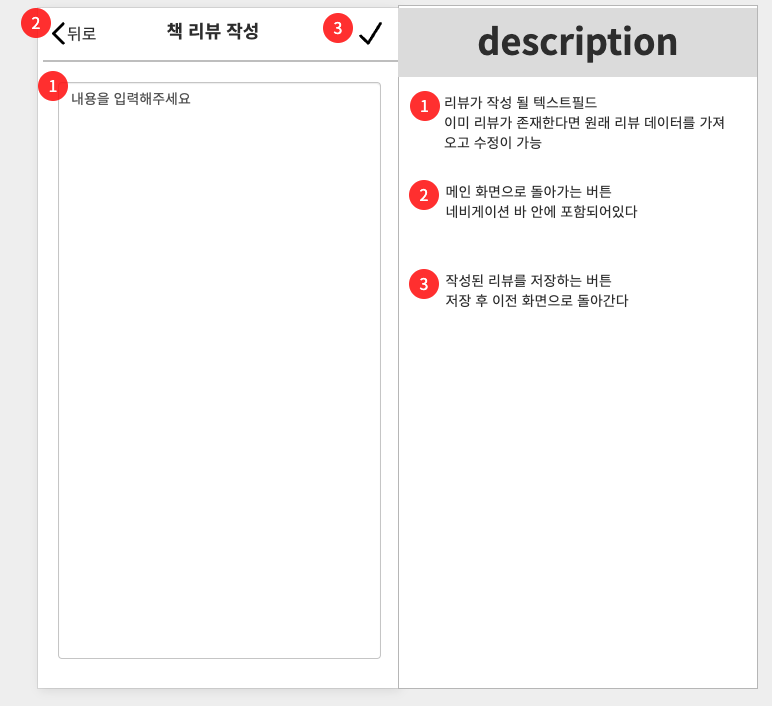 2 뒤로 책 리뷰 작성 3
1
내용을 입력해주세요
description
1 리뷰가 작성 될 텍스트필드
이미 리뷰가 존재한다면 원래 리뷰 데이터를 가져
오고 수정이 가능
2 메인 화면으로 돌아가는 버튼
네비게이션 바 안에 포함되어있다
3 작성된 리뷰를 저장하는 버튼
저장 후 이전 화면으로 돌아간다